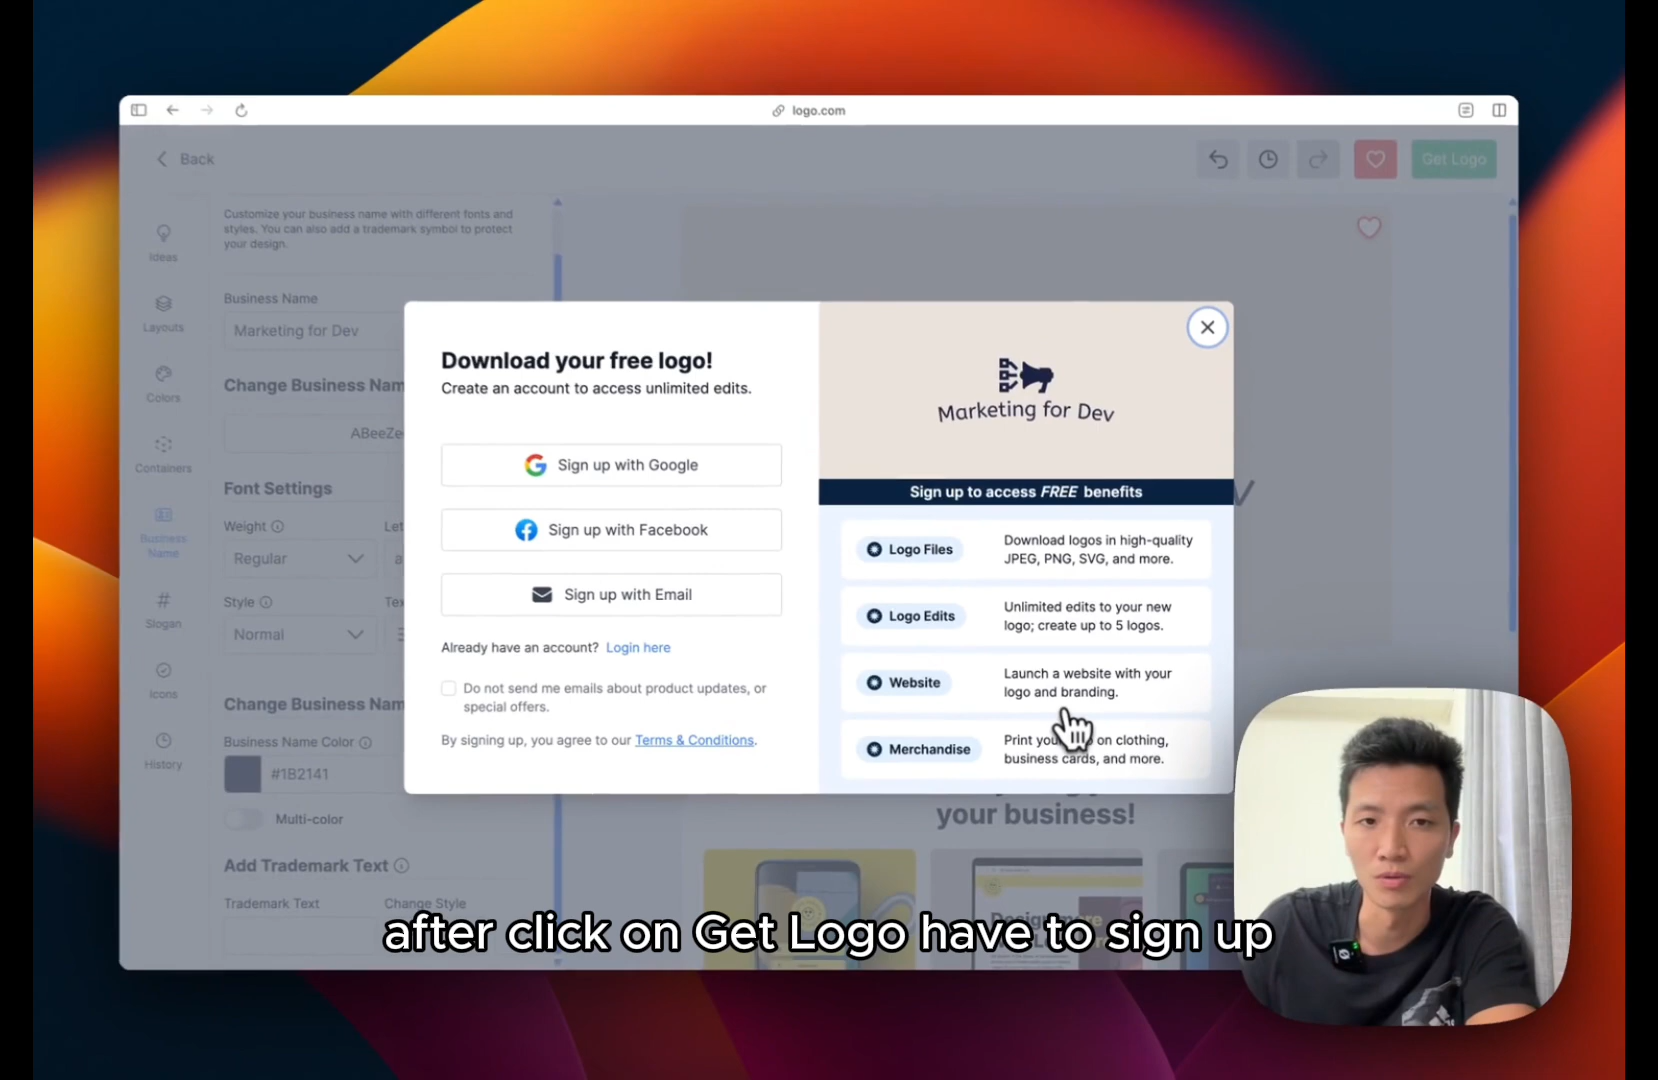 logo.com
Back
Get Logo
Customize your business name with different fonts and
styles. You can also add a trademark symbol to protect
your design.
Ideas
Layouts
Colors
Containers
Business
Name
Slogan
Icons
History
Business Name
Marketing for Dev
Change Business Nam
ABeeZee
Font Settings
Weight
Let
Regular
a
Style
Tex
Normal
Change Business Nam
Business Name Color
#1B2141
Multi-color
Add Trademark Text
Trademark Text
Change Style
Download your free logo!
Create an account to access unlimited edits.
Sign up with Google
Sign up with Facebook
Sign up with Email
Already have an account? Login here
Do not send me emails about product updates, or
special offers.
By signing up, you agree to our Terms & Conditions.
Marketing for Dev
Sign up to access FREE benefits
Logo Files
Download logos in high-quality
JPEG, PNG, SVG, and more.
Logo Edits
Unlimited edits to your new
logo; create up to 5 logos.
Website
Launch a website with your
logo and branding.
Merchandise
Print you on clothing,
business cards, and more.
your business!
after click on Get Logo have to sign up